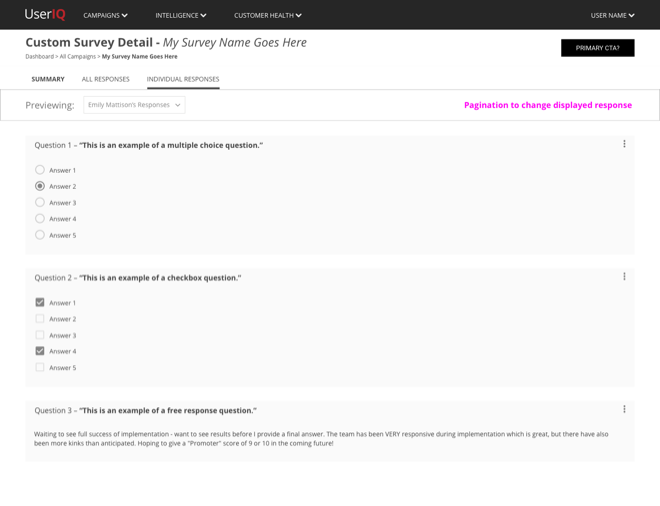 UserIQ CAMPAIGNS INTELLIGENCE CUSTOMER HEALTH USER NAME
Custom Survey Detail - My Survey Name Goes Here
PRIMARY CTA?
Dashboard > All Campaigns > My Survey Name Goes Here
SUMMARY ALL RESPONSES INDIVIDUAL RESPONSES
Previewing: Emily Mattison's Responses Pagination to change displayed response
Question 1 – "This is an example of a multiple choice question."
Answer 1
Answer 2
Answer 3
Answer 4
Answer 5
Question 2 – "This is an example of a checkbox question."
Answer 1
Answer 2
Answer 3
Answer 4
Answer 5
Question 3 – "This is an example of a free response question."
Waiting to see full success of implementation - want to see results before I provide a final answer. The team has been VERY responsive during implementation which is great, but there have also
been more kinks than anticipated. Hoping to give a "Promoter" score of 9 or 10 in the coming future!